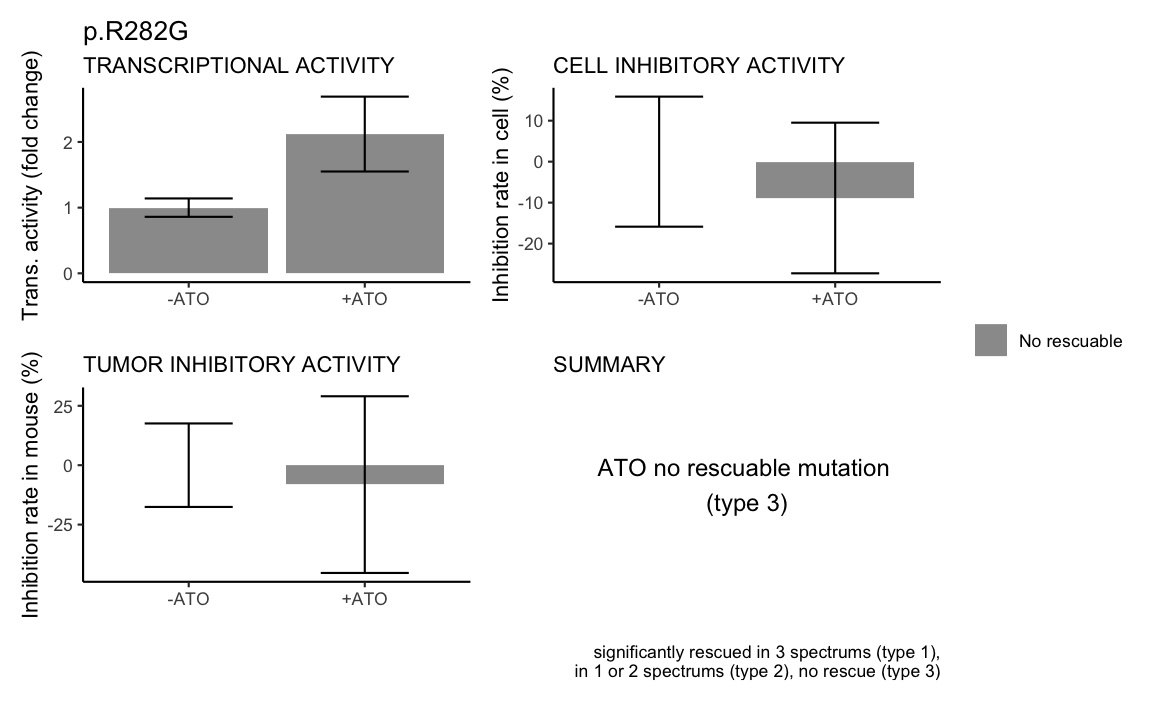 p.R282G
TRANSCRIPTIONAL ACTIVITY
Trans. activity (fold change)
2
1
0
-ATO
+ATO
CELL INHIBITORY ACTIVITY
Inhibition rate in cell (%)
10
0
-10
-20
-ATO
+ATO
No rescuable
TUMOR INHIBITORY ACTIVITY
Inhibition rate in mouse (%)
25
0
-25
-ATO
+ATO
SUMMARY
ATO no rescuable mutation
(type 3)
significantly rescued in 3 spectrums (type 1),
in 1 or 2 spectrums (type 2), no rescue (type 3)